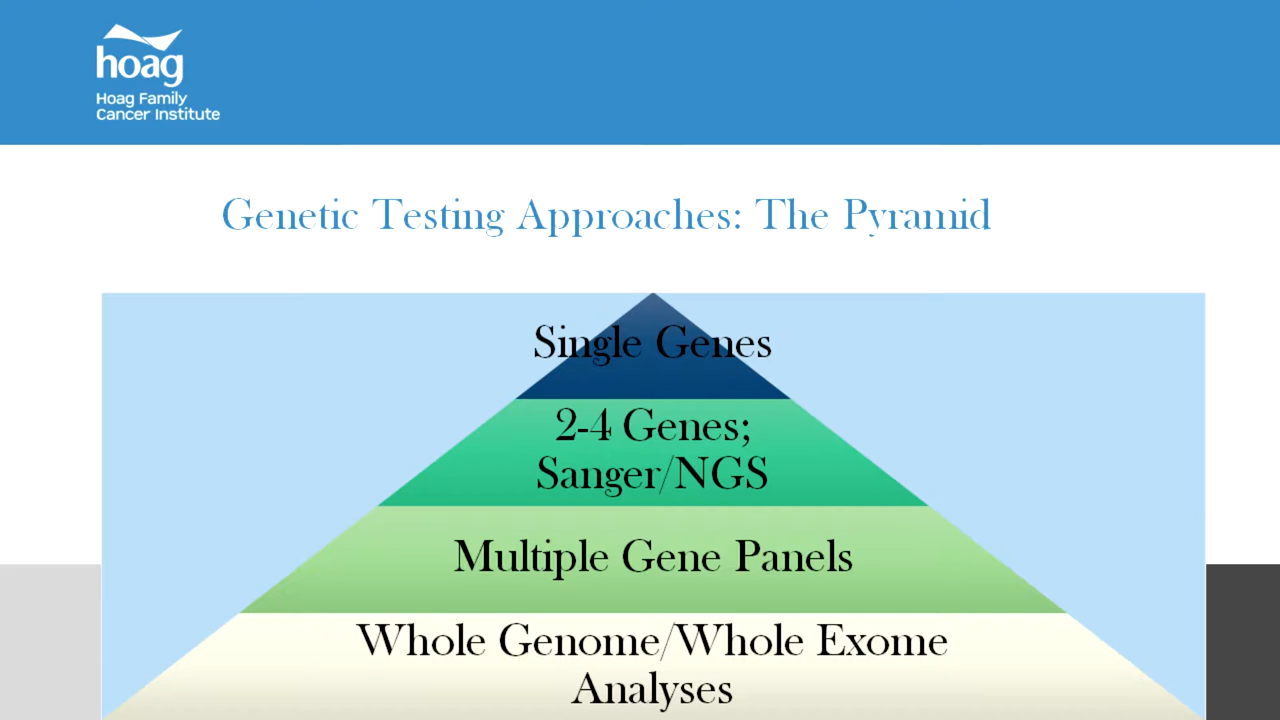 hoag
Hoag Family
Cancer Institute
Genetic Testing Approaches: The Pyramid
Single Genes
2-4 Genes;
Sanger/NGS
Multiple Gene Panels
Whole Genome/Whole Exome
Analyses